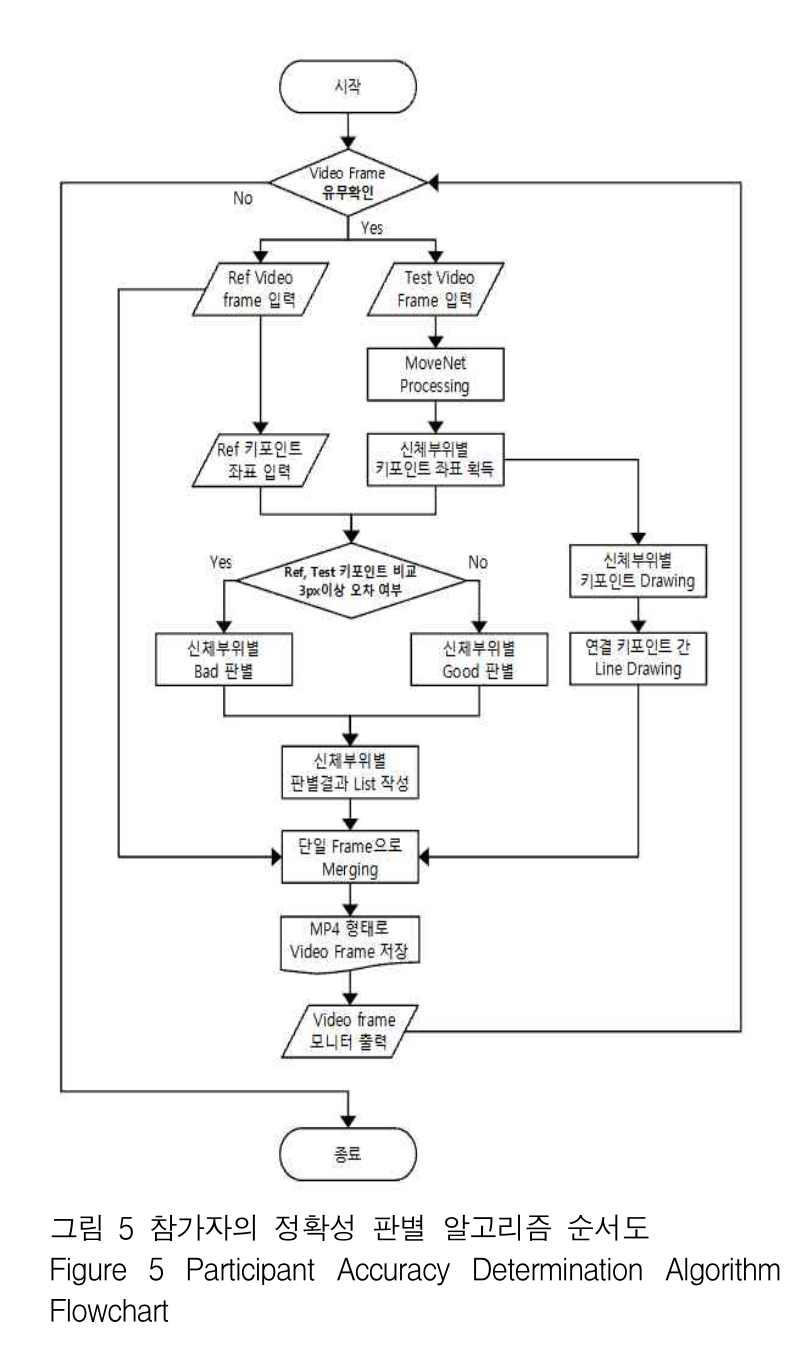 시작
Video Frame
유무확인
No
Yes
Ref Video
frame 입력
Test Video
Frame 입력
MoveNet
Processing
Ref 키포인트
좌표 입력
신체부위별
키포인트 좌표 획득
Yes
Ref, Test 키포인트 비교
3px이상 오차 여부
No
신체부위별
키포인트 Drawing
신체부위별
Bad 판별
신체부위별
Good 판별
연결 키포인트 간
Line Drawing
신체부위별
판별결과 List 작성
단일 Frame으로
Merging
MP4 형태로
Video Frame 저장
Video frame
모니터 출력
종료
그림 5 참가자의 정확성 판별 알고리즘 순서도
Figure 5 Participant Accuracy Determination Algorithm
Flowchart